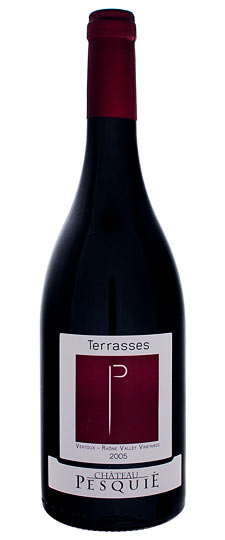 Terrasses
P
Ventoux - Rhône Valley Vineyards
2005
CHÂTEAU
PESQUIÉ